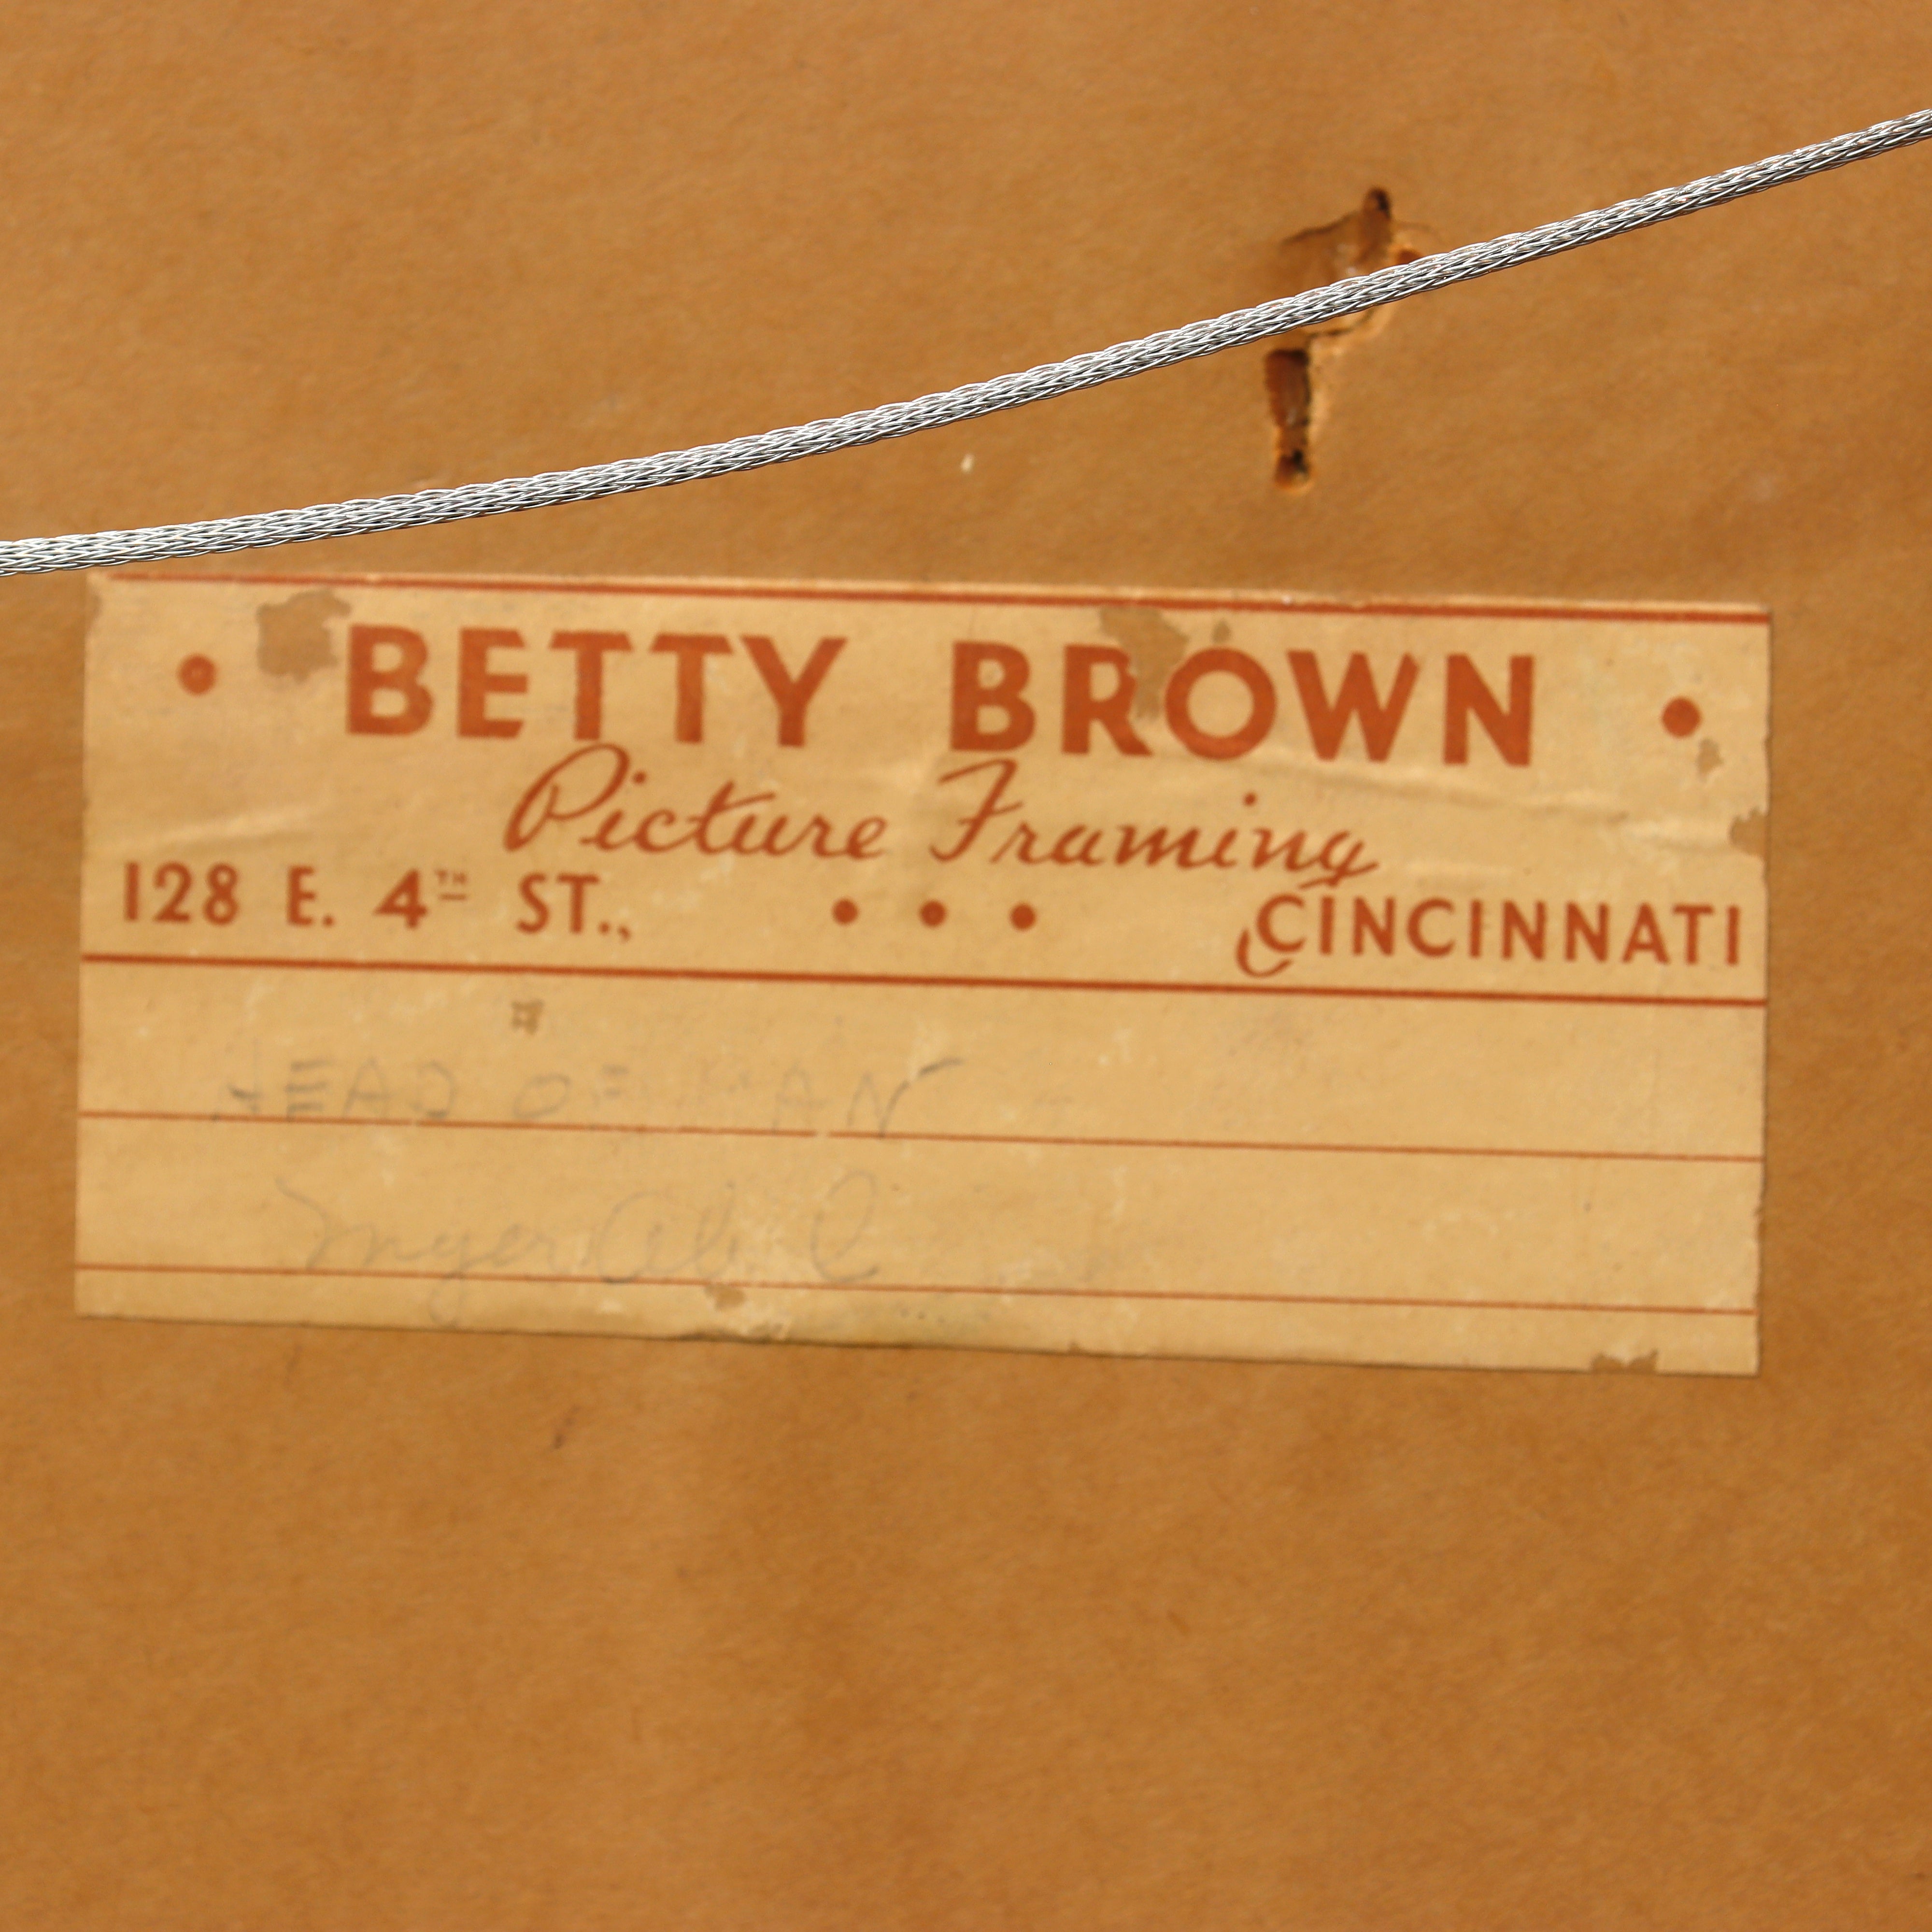 • BETTY BROWN •
Picture Framing
128 E. 4TH ST., • • • CINCINNATI
HEAD OF MAN